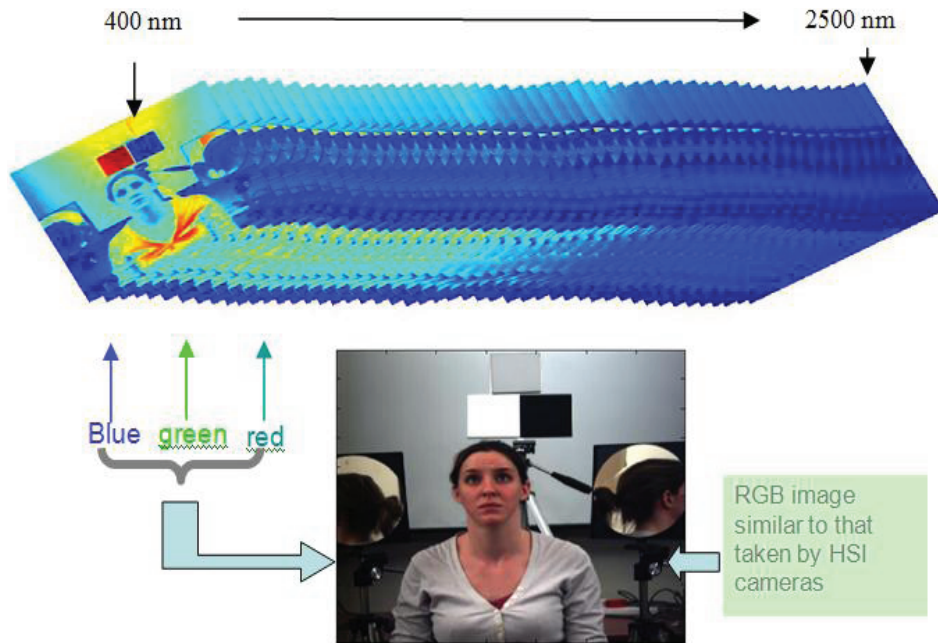 400 nm
2500 nm
Blue green red
RGB image
similar to that
taken by HSI
cameras